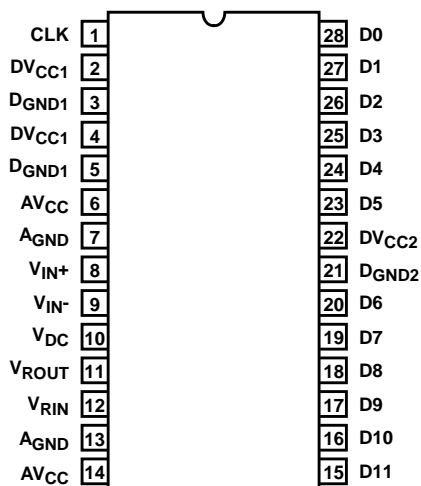 CLK 1 28 D0
DVCC1 2 27 D1
DGND1 3 26 D2
DVCC1 4 25 D3
DGND1 5 24 D4
AVCC 6 23 D5
AGND 7 22 DVCC2
VIN+ 8 21 DGND2
VIN- 9 20 D6
VDC 10 19 D7
VROUT 11 18 D8
VRIN 12 17 D9
AGND 13 16 D10
AVCC 14 15 D11